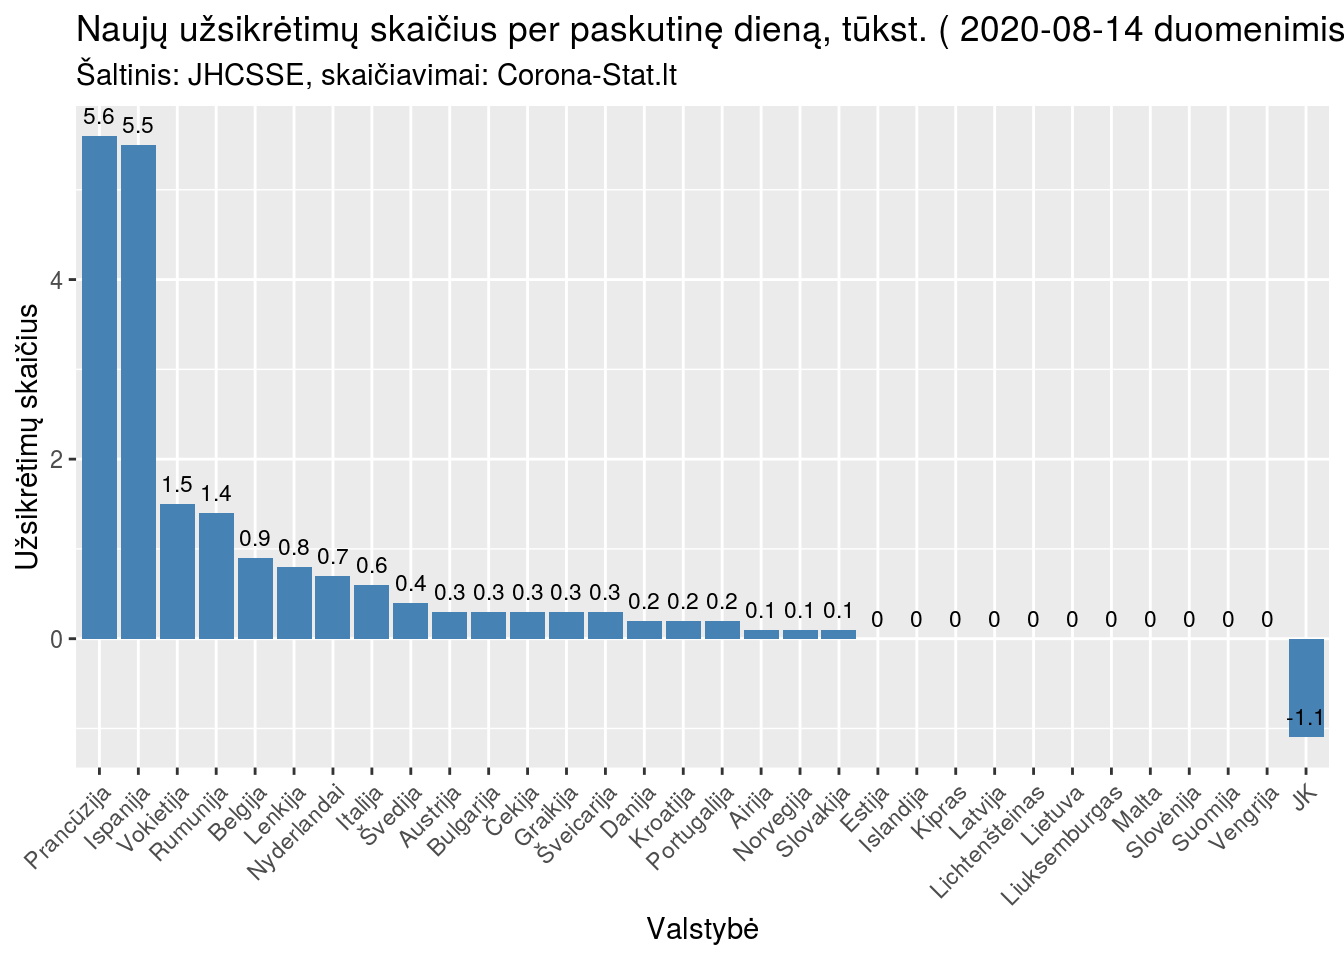 Naujų užsikrėtimų skaičius per paskutinę dieną, tūkst. ( 2020-08-14 duomenimis
Šaltinis: JHCSSE, skaičiavimai: Corona-Stat.lt
Užsikrėtimų skaičius
4
2
0
5.6
5.5
1.5
1.4
0.9
0.8
0.7
0.6
0.4
0.3
0.3
0.3
0.3
0.3
0.2
0.2
0.2
0.1
0.1
0.1
0
0
0
0
0
0
0
0
0
0
0
-1.1
Prancūzija
Ispanija
Vokietija
Rumunija
Belgija
Lenkija
Nyderlandai
Italija
Švedija
Austrija
Bulgarija
Čekija
Graikija
Šveicarija
Danija
Kroatija
Portugalija
Airija
Norvegija
Slovakija
Estija
Islandija
Kipras
Latvija
Lichtenšteinas
Lietuva
Liuksemburgas
Malta
Slovėnija
Suomija
Vengrija
JK
Valstybė